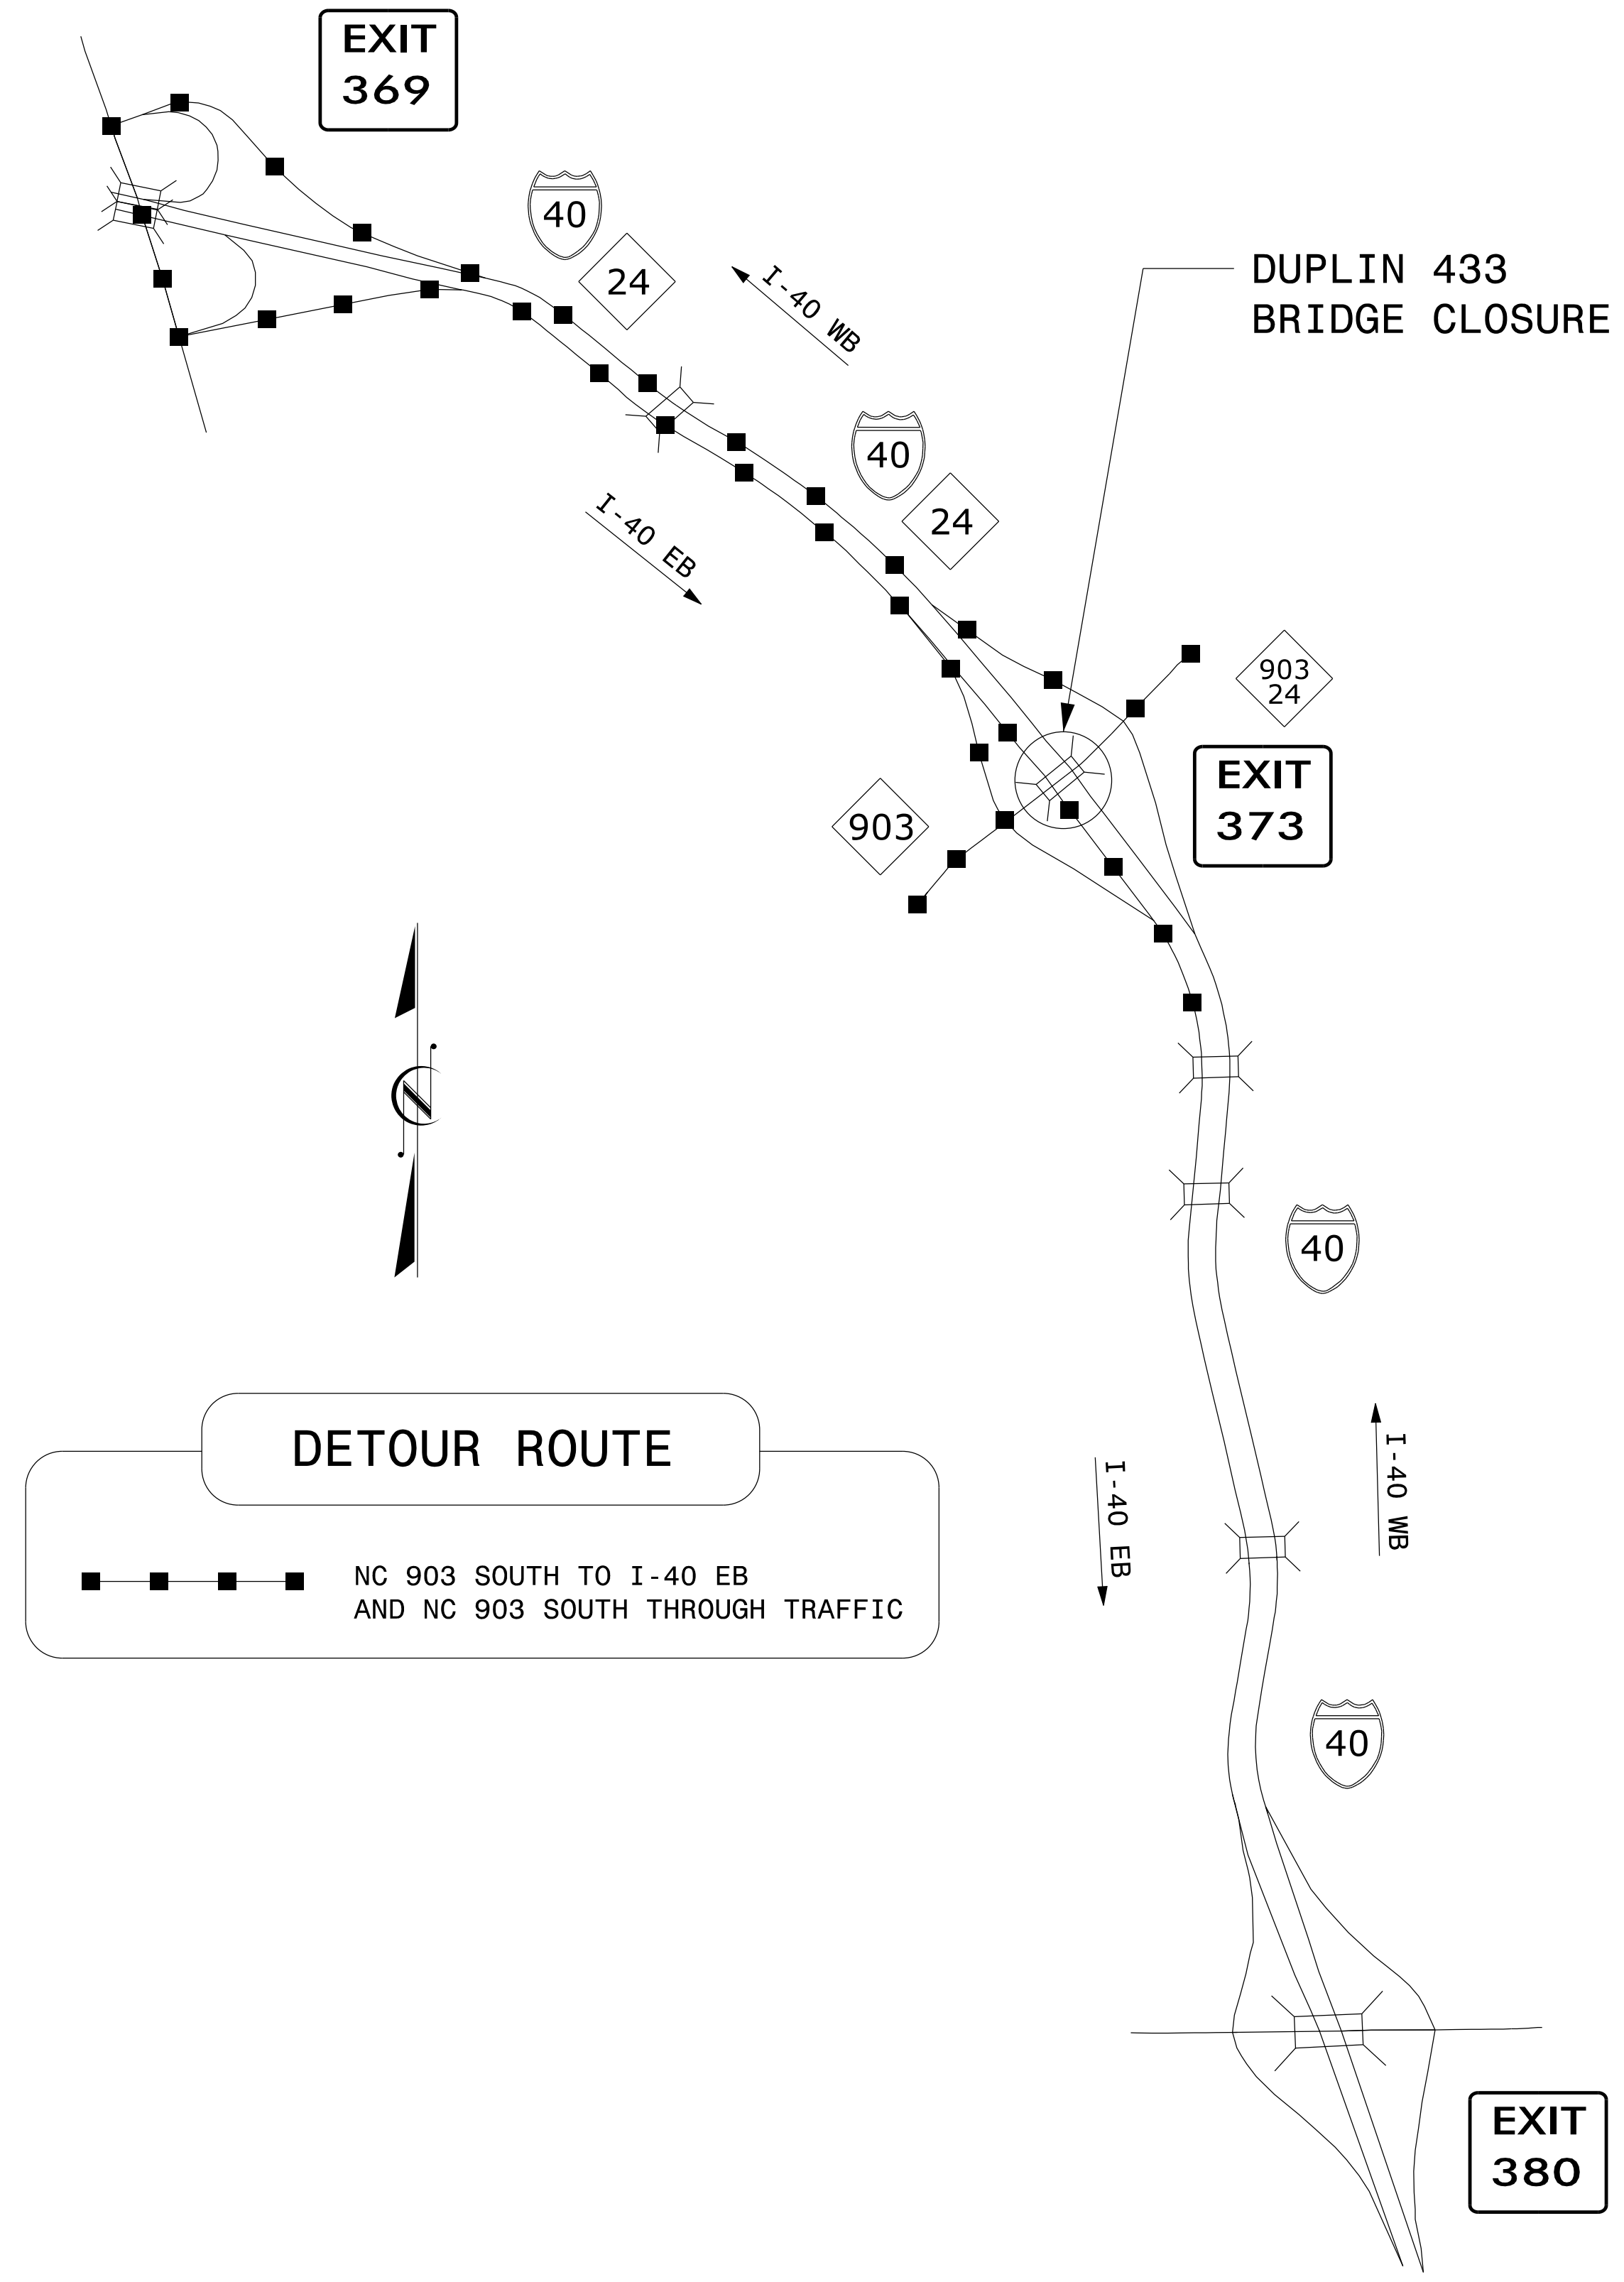 EXIT
369
40
24
I-40 WB
DUPLIN 433
BRIDGE CLOSURE
40
24
I-40 EB
903
24
EXIT
373
903
N
40
DETOUR ROUTE
NC 903 SOUTH TO I-40 EB
AND NC 903 SOUTH THROUGH TRAFFIC
I-40 EB
I-40 WB
40
EXIT
380